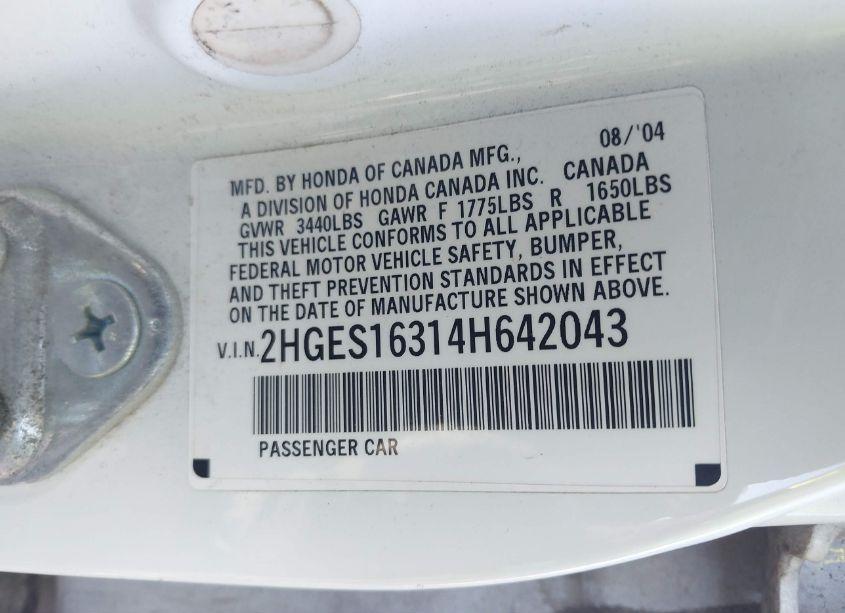 08/'04
MFD. BY HONDA OF CANADA MFG.,
A DIVISION OF HONDA CANADA INC. CANADA
GVWR 3440LBS GAWR F 1775LBS R 1650LBS
THIS VEHICLE CONFORMS TO ALL APPLICABLE
FEDERAL MOTOR VEHICLE SAFETY, BUMPER,
AND THEFT PREVENTION STANDARDS IN EFFECT
ON THE DATE OF MANUFACTURE SHOWN ABOVE.
V.I.N. 2HGES16314H642043
PASSENGER CAR